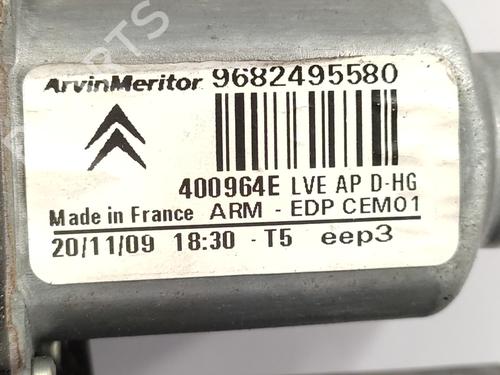 ArvinMeritor 9682495580
400964E LVE AP D-HG
Made in France ARM - EDP CEM01
20/11/09 18:30 - T5 eep3
PARTS